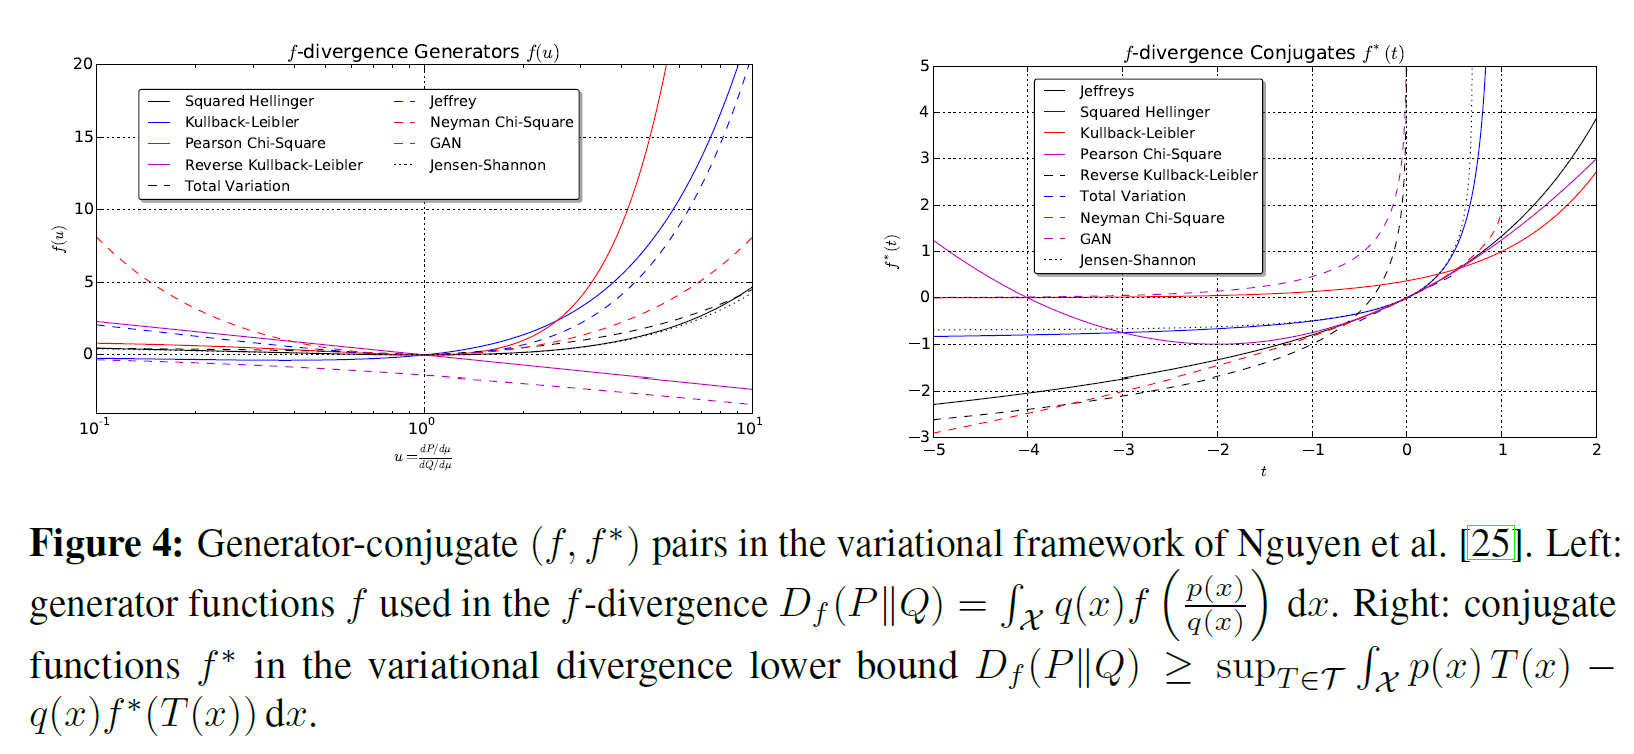 f-divergence Generators f(u)
20
15
10
5
0
f(u)
Squared Hellinger
Kullback-Leibler
Pearson Chi-Square
Reverse Kullback-Leibler
Total Variation
Jeffrey
Neyman Chi-Square
GAN
Jensen-Shannon
10⁻¹ 10⁰ 10¹
u = dP/dμ / dQ/dμ
f-divergence Conjugates f*(t)
5
4
3
2
1
0
−1
−2
−3
f*(t)
Jeffreys
Squared Hellinger
Kullback-Leibler
Pearson Chi-Square
Reverse Kullback-Leibler
Total Variation
Neyman Chi-Square
GAN
Jensen-Shannon
−5 −4 −3 −2 −1 0 1 2
t
Figure 4: Generator-conjugate (f, f*) pairs in the variational framework of Nguyen et al. [25]. Left:
generator functions f used in the f-divergence D_f(P∥Q) = ∫_𝒳 q(x) f (p(x)/q(x)) dx. Right: conjugate
functions f* in the variational divergence lower bound D_f(P∥Q) ≥ sup_{T∈𝒯} ∫_𝒳 p(x) T(x) −
q(x)f*(T(x)) dx.